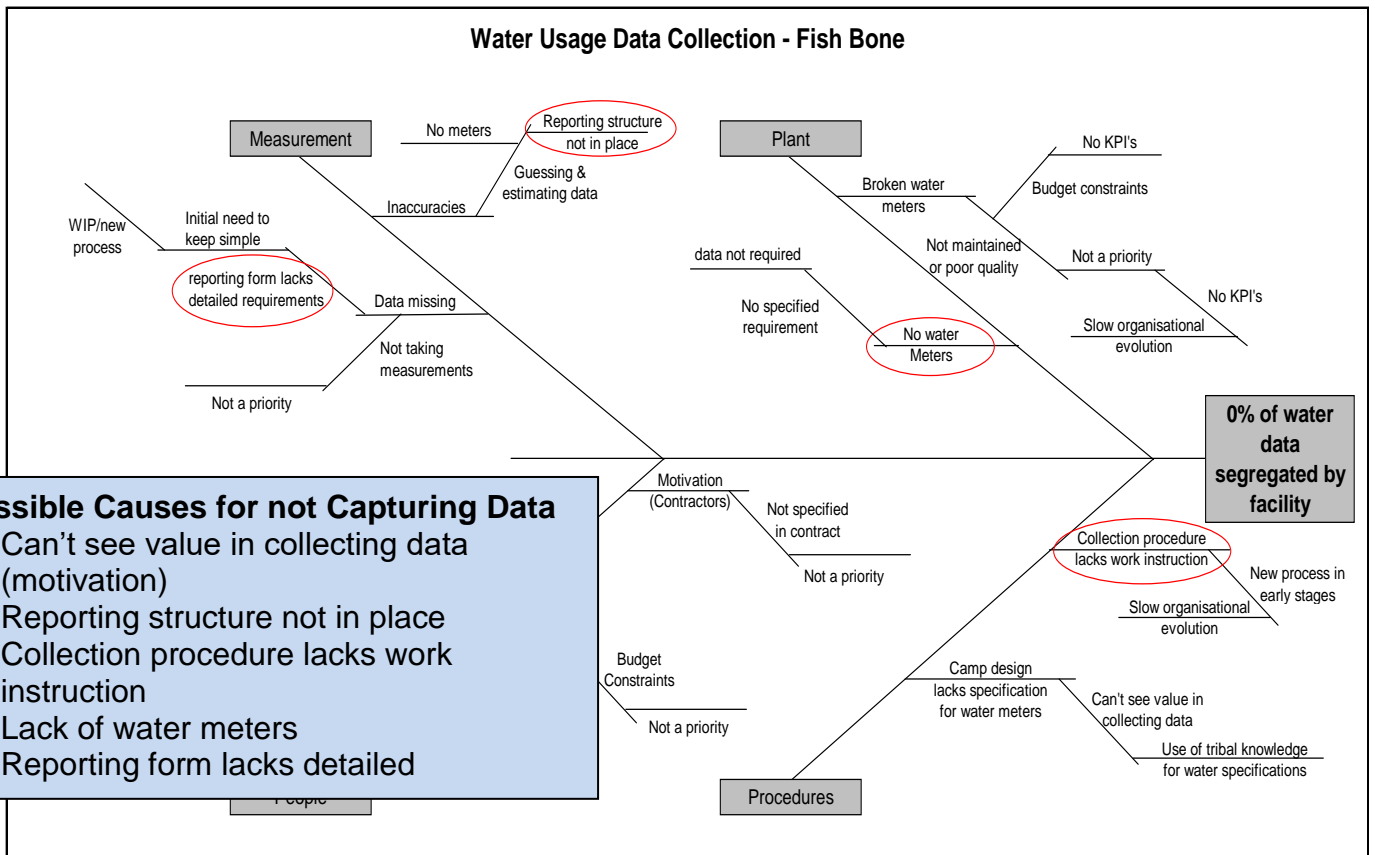 Water Usage Data Collection - Fish Bone
Measurement
No meters
Reporting structure
not in place
Guessing &
estimating data
Inaccuracies
WIP/new
process
Initial need to
keep simple
reporting form lacks
detailed requirements
Data missing
Not taking
measurements
Not a priority
Plant
No KPI's
Broken water
meters
Budget constraints
Not maintained
or poor quality
Not a priority
data not required
No KPI's
No specified
requirement
No water
Meters
Slow organisational
evolution
0% of water
data
segregated by
facility
Motivation
(Contractors)
Not specified
in contract
Not a priority
ssible Causes for not Capturing Data
Can't see value in collecting data
(motivation)
Reporting structure not in place
Collection procedure lacks work
instruction
Lack of water meters
Reporting form lacks detailed
Budget
Constraints
Not a priority
Collection procedure
lacks work instruction
New process in
early stages
Slow organisational
evolution
Camp design
lacks specification
for water meters
Can't see value in
collecting data
Use of tribal knowledge
for water specifications
People
Procedures